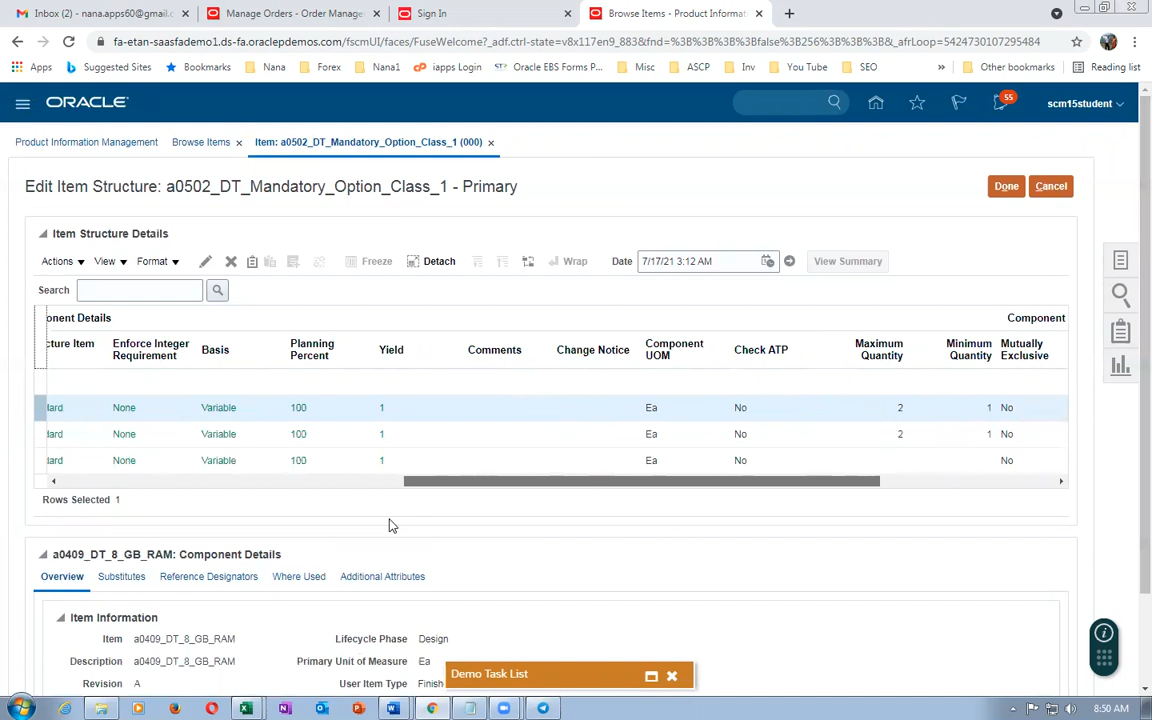 Inbox (2) - nana.apps60@gmail.c
Manage Orders - Order Manage
Sign In
Browse Items - Product Informat
fa-etan-saasfademo1.ds-fa.oraclepdemos.com/fscmUI/faces/FuseWelcome?_adf.ctrl-state=v8x117en9_883&fnd=%3B%3B%3B%3Bfalse%3B256%3B%3B%3B&_afrLoop=5424730107295484
Apps
Suggested Sites
Bookmarks
Nana
Forex
Nana1
iapps Login
Oracle EBS Forms P...
Misc
ASCP
Inv
You Tube
SEO
»
Other bookmarks
Reading list
ORACLE
55
scm15student
Product Information Management
Browse Items
Item: a0502_DT_Mandatory_Option_Class_1 (000)
Edit Item Structure: a0502_DT_Mandatory_Option_Class_1 - Primary
Done
Cancel
Item Structure Details
Actions
View
Format
Freeze
Detach
Wrap
Date
7/17/21 3:12 AM
View Summary
Search
onent Details
Component
cture Item
Enforce Integer Requirement
Basis
Planning Percent
Yield
Comments
Change Notice
Component UOM
Check ATP
Maximum Quantity
Minimum Quantity
Mutually Exclusive
dard None Variable 100 1 Ea No 2 1 No
dard None Variable 100 1 Ea No 2 1 No
dard None Variable 100 1 Ea No No
Rows Selected 1
a0409_DT_8_GB_RAM: Component Details
Overview
Substitutes
Reference Designators
Where Used
Additional Attributes
Item Information
Item a0409_DT_8_GB_RAM
Lifecycle Phase Design
Description a0409_DT_8_GB_RAM
Primary Unit of Measure Ea
Revision A
User Item Type Finish
Demo Task List
8:50 AM